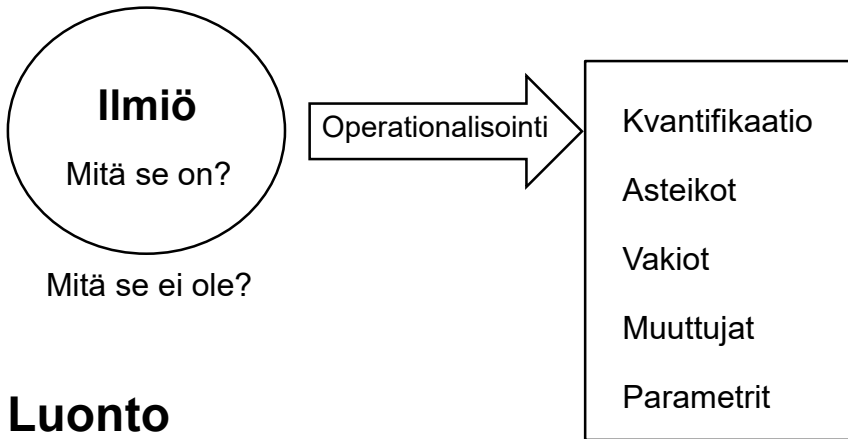 Ilmiö
Mitä se on?
Mitä se ei ole?
Luonto
Operationalisointi
Kvantifikaatio
Asteikot
Vakiot
Muuttujat
Parametrit